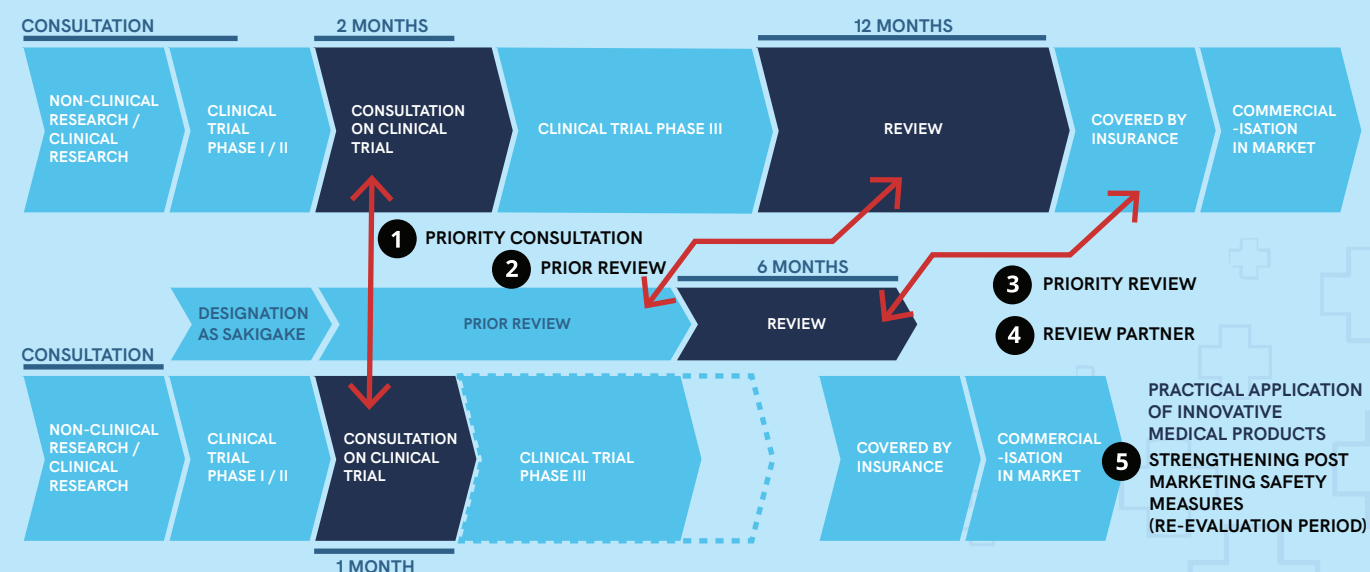 CONSULTATION
2 MONTHS
12 MONTHS
NON-CLINICAL
RESEARCH /
CLINICAL
RESEARCH
CLINICAL
TRIAL
PHASE I / II
CONSULTATION
ON CLINICAL
TRIAL
CLINICAL TRIAL PHASE III
REVIEW
COVERED BY
INSURANCE
COMMERCIAL
-ISATION
IN MARKET
1 PRIORITY CONSULTATION
2 PRIOR REVIEW
6 MONTHS
3 PRIORITY REVIEW
4 REVIEW PARTNER
DESIGNATION
AS SAKIGAKE
PRIOR REVIEW
REVIEW
CONSULTATION
NON-CLINICAL
RESEARCH /
CLINICAL
RESEARCH
CLINICAL
TRIAL
PHASE I / II
CONSULTATION
ON CLINICAL
TRIAL
CLINICAL TRIAL
PHASE III
COVERED BY
INSURANCE
COMMERCIAL
-ISATION
IN MARKET
PRACTICAL APPLICATION
OF INNOVATIVE
MEDICAL PRODUCTS
5 STRENGTHENING POST
MARKETING SAFETY
MEASURES
(RE-EVALUATION PERIOD)
1 MONTH